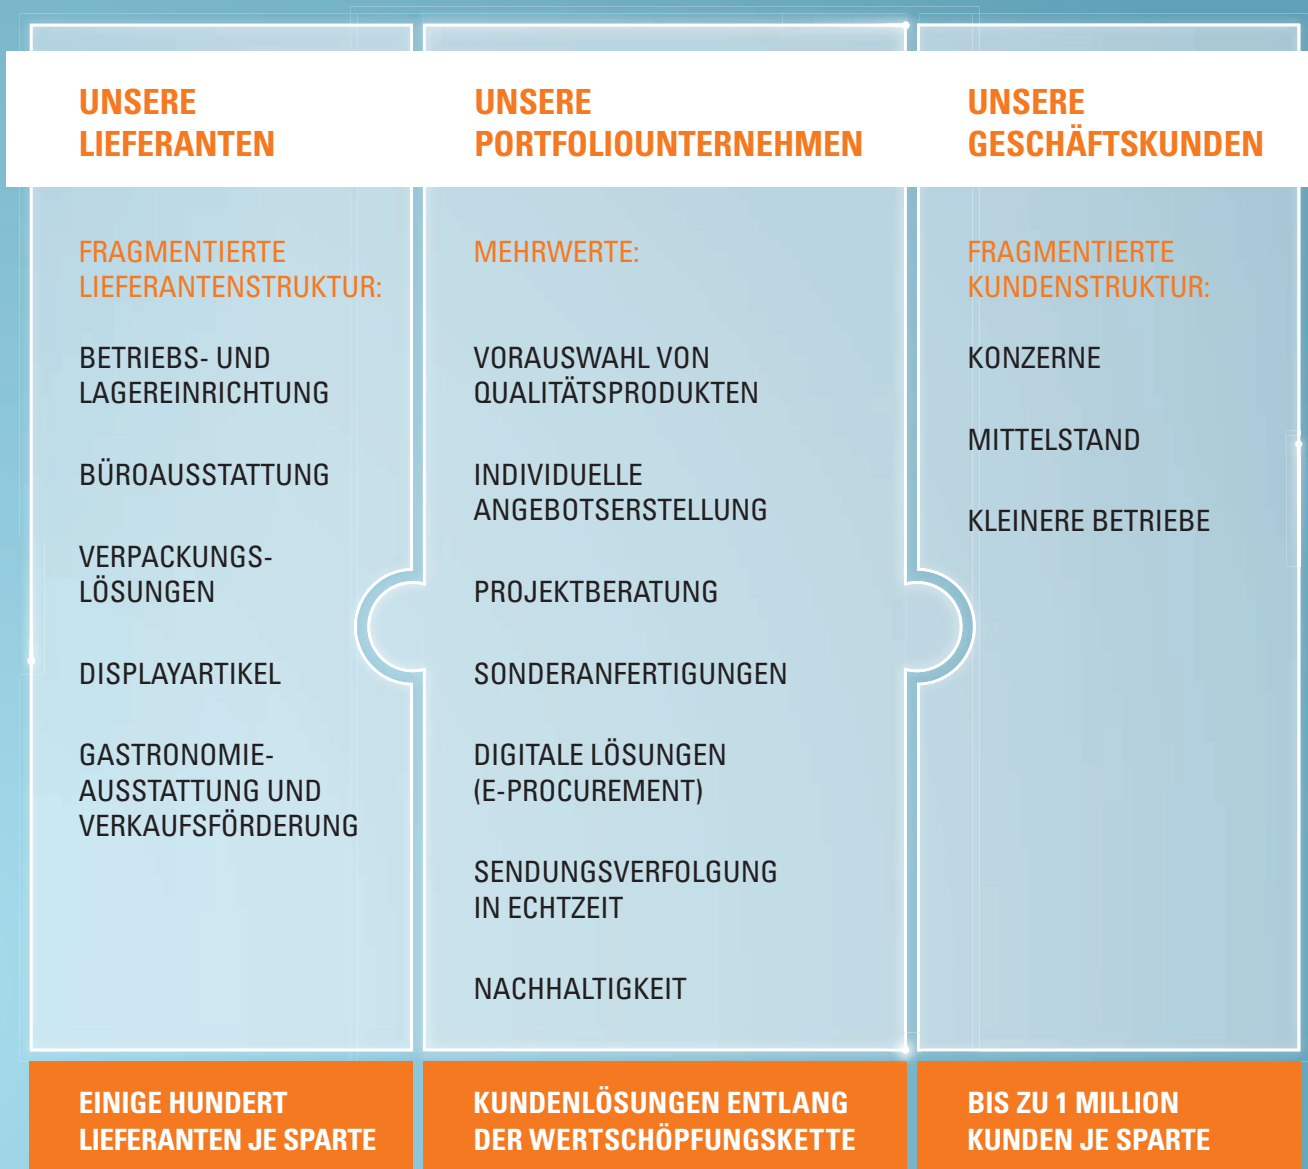 UNSERE
LIEFERANTEN
FRAGMENTIERTE
LIEFERANTENSTRUKTUR:
BETRIEBS- UND
LAGEREINRICHTUNG
BÜROAUSSTATTUNG
VERPACKUNGS-
LÖSUNGEN
DISPLAYARTIKEL
GASTRONOMIE-
AUSSTATTUNG UND
VERKAUFSFÖRDERUNG
EINIGE HUNDERT
LIEFERANTEN JE SPARTE
UNSERE
PORTFOLIOUNTERNEHMEN
MEHRWERTE:
VORAUSWAHL VON
QUALITÄTSPRODUKTEN
INDIVIDUELLE
ANGEBOTSERSTELLUNG
PROJEKTBERATUNG
SONDERANFERTIGUNGEN
DIGITALE LÖSUNGEN
(E-PROCUREMENT)
SENDUNGSVERFOLGUNG
IN ECHTZEIT
NACHHALTIGKEIT
KUNDENLÖSUNGEN ENTLANG
DER WERTSCHÖPFUNGSKETTE
UNSERE
GESCHÄFTSKUNDEN
FRAGMENTIERTE
KUNDENSTRUKTUR:
KONZERNE
MITTELSTAND
KLEINERE BETRIEBE
BIS ZU 1 MILLION
KUNDEN JE SPARTE